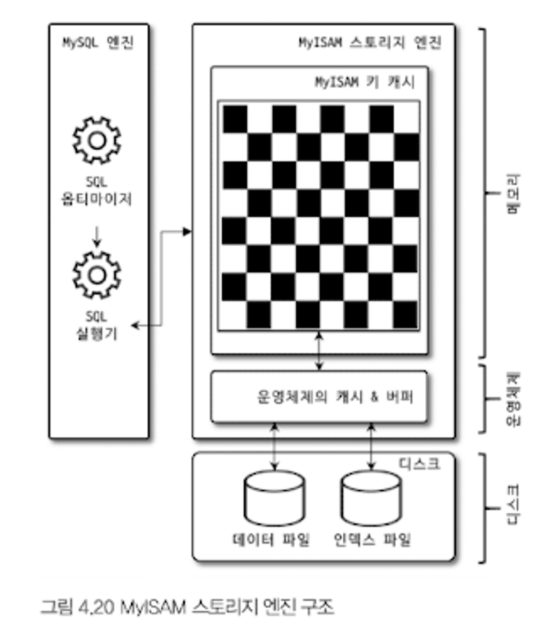 MySQL 엔진
SQL
옵티마이저
SQL
실행기
MyISAM 스토리지 엔진
MyISAM 키 캐시
운영체제의 캐시 & 버퍼
디스크
데이터 파일
인덱스 파일
메모리
운영체제
디스크
그림 4.20 MyISAM 스토리지 엔진 구조